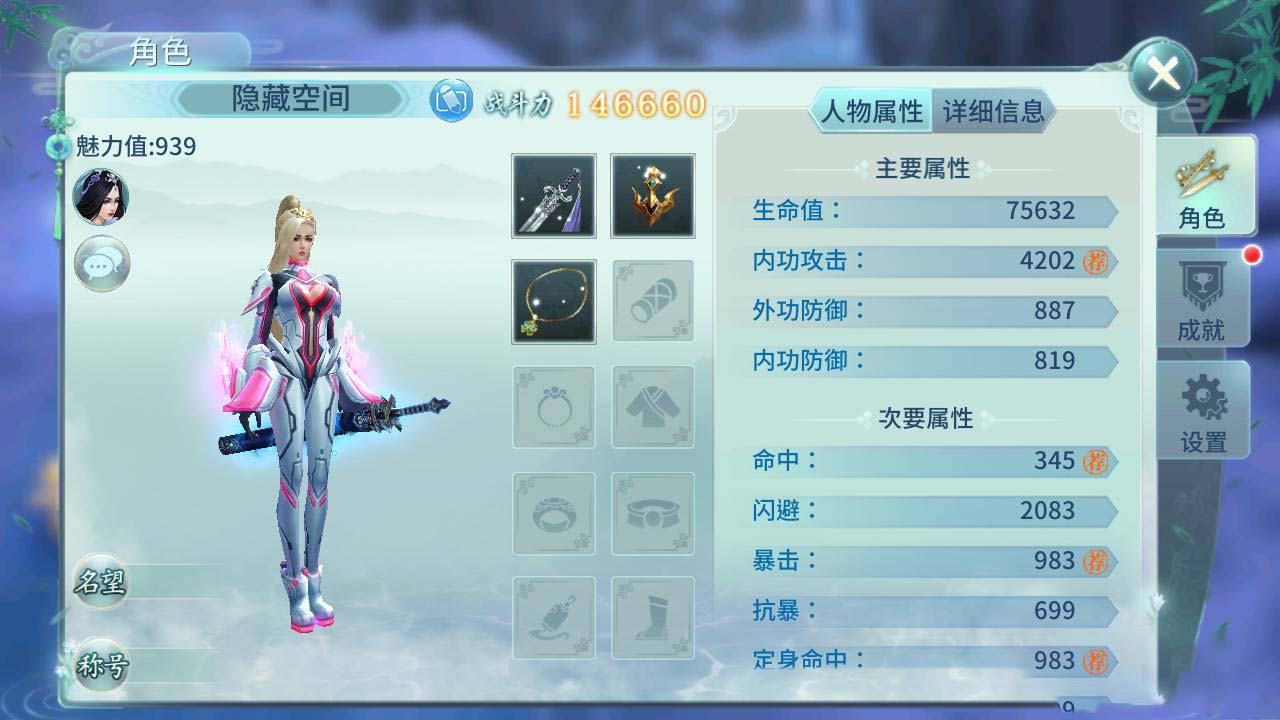 角色
隐藏空间
战斗力 146660
魅力值:939
名望
称号
人物属性 详细信息
主要属性
生命值： 75632
内功攻击： 4202 荐
外功防御： 887
内功防御： 819
次要属性
命中： 345 荐
闪避： 2083
暴击： 983 荐
抗暴： 699
定身命中： 983 荐
角色
成就
设置